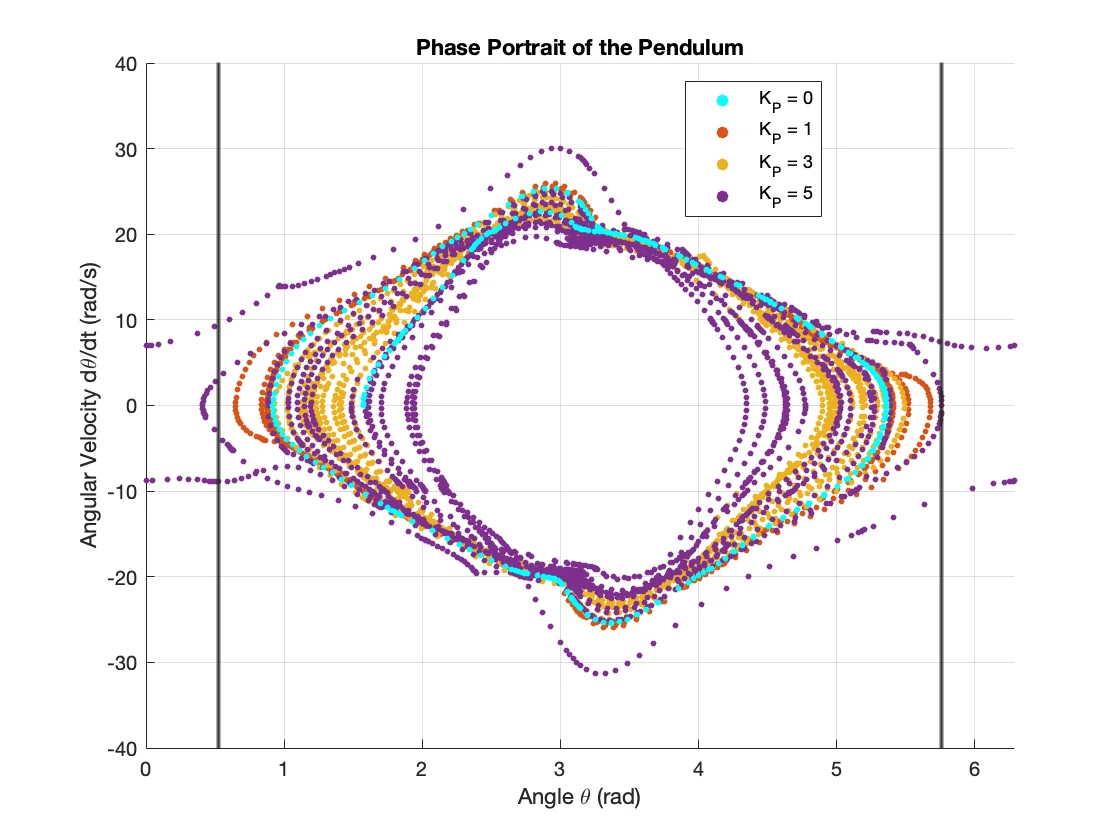 Phase Portrait of the Pendulum
40
30
20
10
0
-10
-20
-30
-40
Angular Velocity dθ/dt (rad/s)
K_P = 0
K_P = 1
K_P = 3
K_P = 5
0 1 2 3 4 5 6
Angle θ (rad)